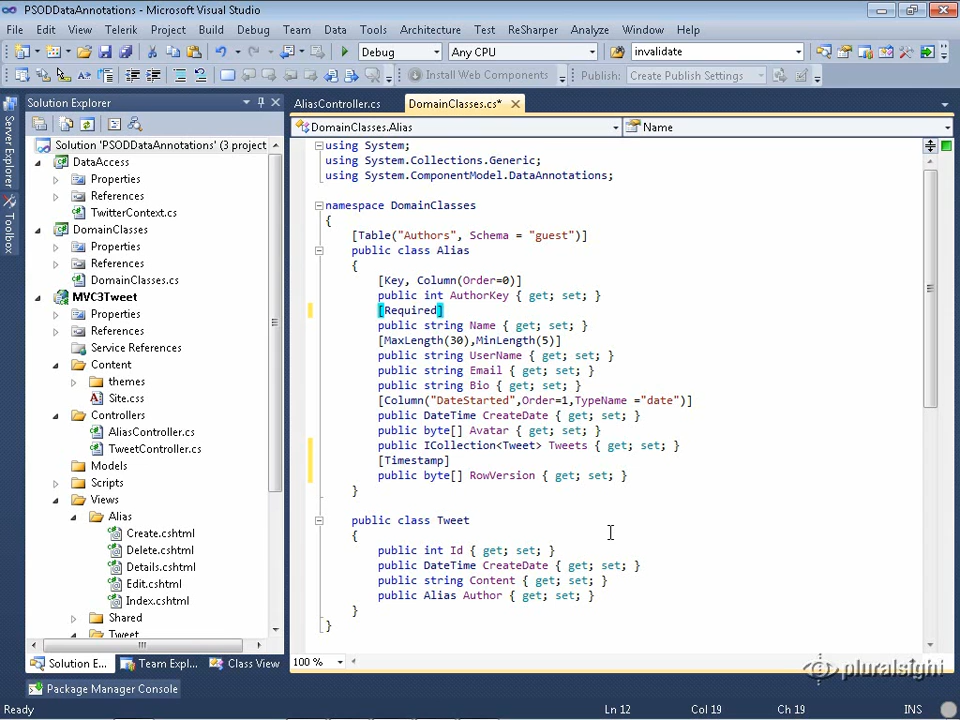 PSODDataAnnotations - Microsoft Visual Studio
File Edit View Telerik Project Build Debug Team Data Tools Architecture Test ReSharper Analyze Window Help
Debug Any CPU invalidate
Install Web Components Publish: Create Publish Settings
Server Explorer
Toolbox
Solution Explorer
Solution 'PSODDataAnnotations' (3 project
DataAccess
Properties
References
TwitterContext.cs
DomainClasses
Properties
References
DomainClasses.cs
MVC3Tweet
Properties
References
Service References
Content
themes
Site.css
Controllers
AliasController.cs
TweetController.cs
Models
Scripts
Views
Alias
Create.cshtml
Delete.cshtml
Details.cshtml
Edit.cshtml
Index.cshtml
Shared
Tweet
Solution E... Team Expl... Class View
AliasController.cs DomainClasses.cs*
DomainClasses.Alias Name
using System;
using System.Collections.Generic;
using System.ComponentModel.DataAnnotations;
namespace DomainClasses
{
[Table("Authors", Schema = "guest")]
public class Alias
{
[Key, Column(Order=0)]
public int AuthorKey { get; set; }
[Required]
public string Name { get; set; }
[MaxLength(30),MinLength(5)]
public string UserName { get; set; }
public string Email { get; set; }
public string Bio { get; set; }
[Column("DateStarted",Order=1,TypeName ="date")]
public DateTime CreateDate { get; set; }
public byte[] Avatar { get; set; }
public ICollection<Tweet> Tweets { get; set; }
[Timestamp]
public byte[] RowVersion { get; set; }
}
public class Tweet
{
public int Id { get; set; }
public DateTime CreateDate { get; set; }
public string Content { get; set; }
public Alias Author { get; set; }
}
}
100 %
pluralsight
Package Manager Console
Ready Ln 12 Col 19 Ch 19 INS